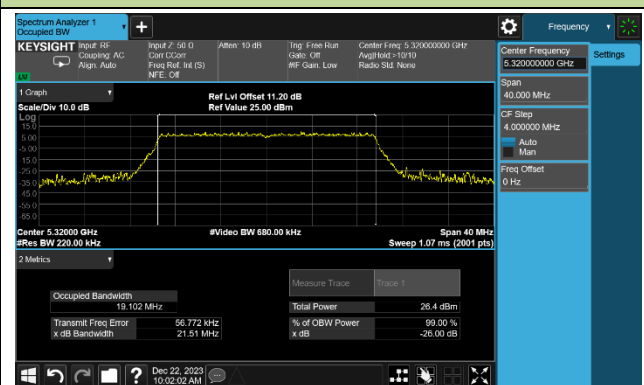 Spectrum Analyzer 1
Occupied BW
Frequency
KEYSIGHT
Input: RF
Coupling: AC
Align: Auto
Input Z: 50 Ω
Corr CCorr
Freq Ref: Int (S)
NFE: Off
Atten: 10 dB
Trig: Free Run
Gate: Off
#IF Gain: Low
Center Freq: 5.320000000 GHz
Avg|Hold:>10/10
Radio Std: None
Center Frequency
5.320000000 GHz
Settings
Span
40.000 MHz
CF Step
4.000000 MHz
Auto
Man
Freq Offset
0 Hz
1 Graph
Scale/Div 10.0 dB
Ref Lvl Offset 11.20 dB
Ref Value 25.00 dBm
Log
15.0
5.00
-5.00
-15.0
-25.0
-35.0
-45.0
-55.0
-65.0
Center 5.32000 GHz
#Res BW 220.00 kHz
#Video BW 680.00 kHz
Span 40 MHz
Sweep 1.07 ms (2001 pts)
2 Metrics
Measure Trace
Trace 1
Occupied Bandwidth
19.102 MHz
Total Power
26.4 dBm
Transmit Freq Error
56.772 kHz
% of OBW Power
99.00 %
x dB Bandwidth
21.51 MHz
x dB
-26.00 dB
Dec 22, 2023
10:02:02 AM